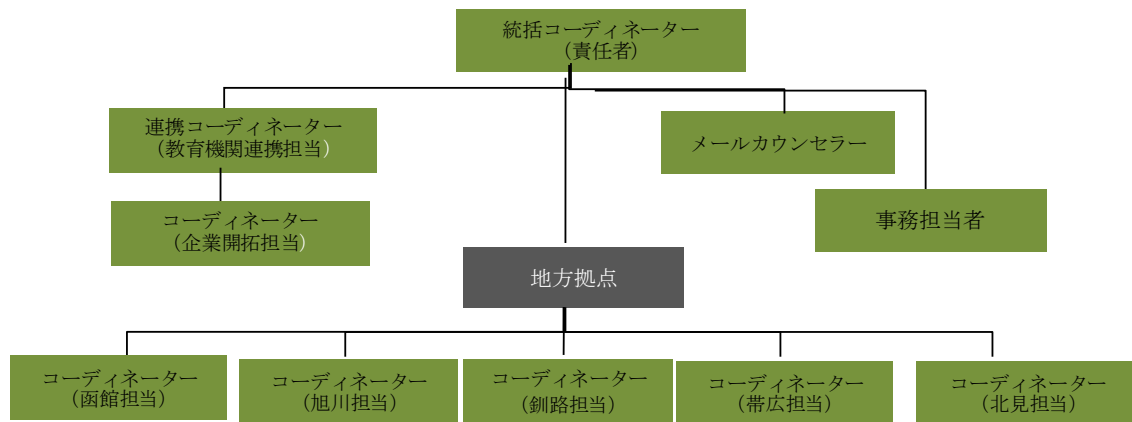 統括コーディネーター
（責任者）
連携コーディネーター
（教育機関連携担当）
メールカウンセラー
コーディネーター
（企業開拓担当）
事務担当者
地方拠点
コーディネーター
（函館担当）
コーディネーター
（旭川担当）
コーディネーター
（釧路担当）
コーディネーター
（帯広担当）
コーディネーター
（北見担当）